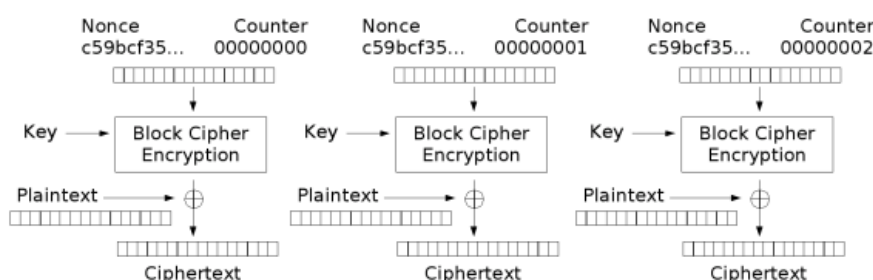 Nonce Counter Nonce Counter Nonce Counter
c59bcf35... 00000000 c59bcf35... 00000001 c59bcf35... 00000002
Key Block Cipher Encryption Key Block Cipher Encryption Key Block Cipher Encryption
Plaintext Plaintext Plaintext
Ciphertext Ciphertext Ciphertext